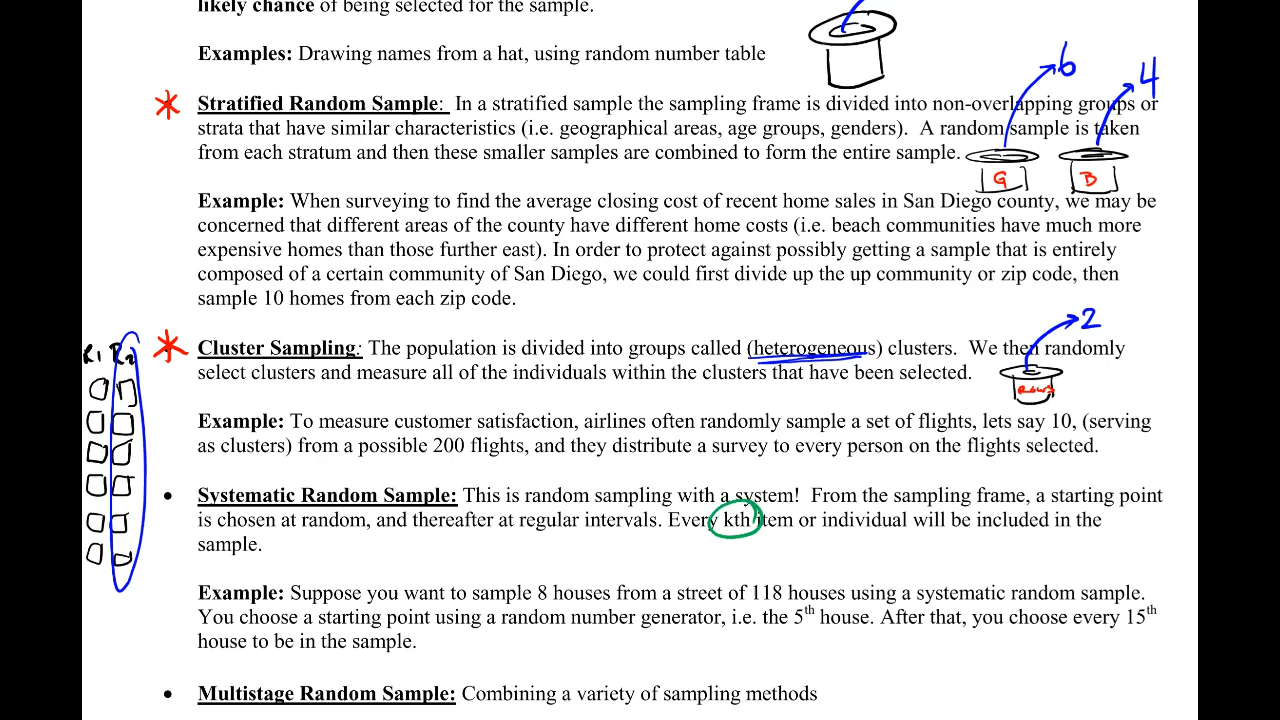 likely chance of being selected for the sample.
Examples: Drawing names from a hat, using random number table
6
4
Stratified Random Sample: In a stratified sample the sampling frame is divided into non-overlapping groups or
strata that have similar characteristics (i.e. geographical areas, age groups, genders). A random sample is taken
from each stratum and then these smaller samples are combined to form the entire sample.
G B
Example: When surveying to find the average closing cost of recent home sales in San Diego county, we may be
concerned that different areas of the county have different home costs (i.e. beach communities have much more
expensive homes than those further east). In order to protect against possibly getting a sample that is entirely
composed of a certain community of San Diego, we could first divide up the up community or zip code, then
sample 10 homes from each zip code.
2
R1 R2
Cluster Sampling: The population is divided into groups called (heterogeneous) clusters. We then randomly
select clusters and measure all of the individuals within the clusters that have been selected.
Rows
Example: To measure customer satisfaction, airlines often randomly sample a set of flights, lets say 10, (serving
as clusters) from a possible 200 flights, and they distribute a survey to every person on the flights selected.
• Systematic Random Sample: This is random sampling with a system! From the sampling frame, a starting point
is chosen at random, and thereafter at regular intervals. Every kth item or individual will be included in the
sample.
Example: Suppose you want to sample 8 houses from a street of 118 houses using a systematic random sample.
You choose a starting point using a random number generator, i.e. the 5th house. After that, you choose every 15th
house to be in the sample.
• Multistage Random Sample: Combining a variety of sampling methods